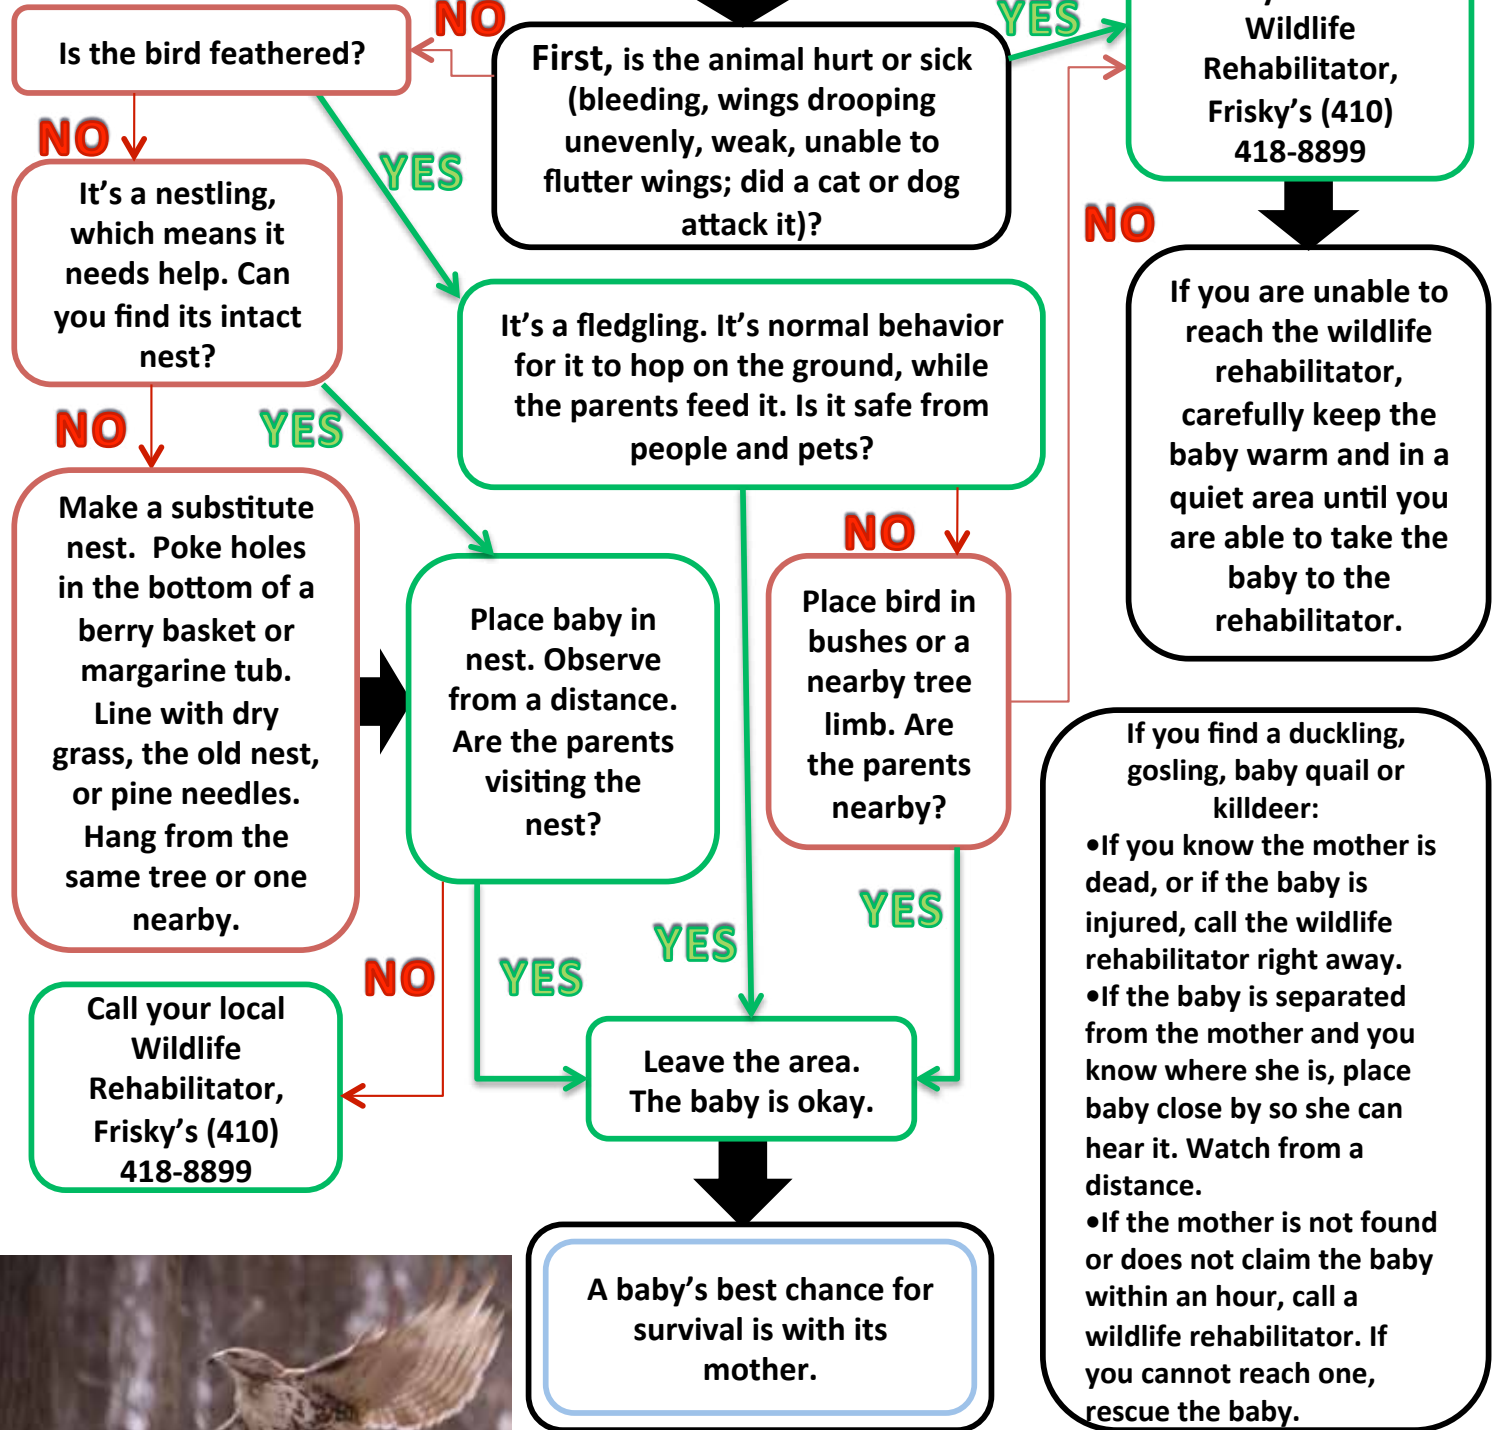 NO
YES
Is the bird feathered?
First, is the animal hurt or sick
(bleeding, wings drooping
unevenly, weak, unable to
flutter wings; did a cat or dog
attack it)?
Wildlife
Rehabilitator,
Frisky's (410)
418-8899
NO
YES
NO
It's a nestling,
which means it
needs help. Can
you find its intact
nest?
It's a fledgling. It's normal behavior
for it to hop on the ground, while
the parents feed it. Is it safe from
people and pets?
If you are unable to
reach the wildlife
rehabilitator,
carefully keep the
baby warm and in a
quiet area until you
are able to take the
baby to the
rehabilitator.
NO
YES
NO
Make a substitute
nest.  Poke holes
in the bottom of a
berry basket or
margarine tub.
Line with dry
grass, the old nest,
or pine needles.
Hang from the
same tree or one
nearby.
Place baby in
nest. Observe
from a distance.
Are the parents
visiting the
nest?
Place bird in
bushes or a
nearby tree
limb. Are
the parents
nearby?
If you find a duckling,
gosling, baby quail or
killdeer:
•If you know the mother is
dead, or if the baby is
injured, call the wildlife
rehabilitator right away.
•If the baby is separated
from the mother and you
know where she is, place
baby close by so she can
hear it. Watch from a
distance.
•If the mother is not found
or does not claim the baby
within an hour, call a
wildlife rehabilitator. If
you cannot reach one,
rescue the baby.
NO
YES
YES
YES
Call your local
Wildlife
Rehabilitator,
Frisky's (410)
418-8899
Leave the area.
The baby is okay.
A baby's best chance for
survival is with its
mother.